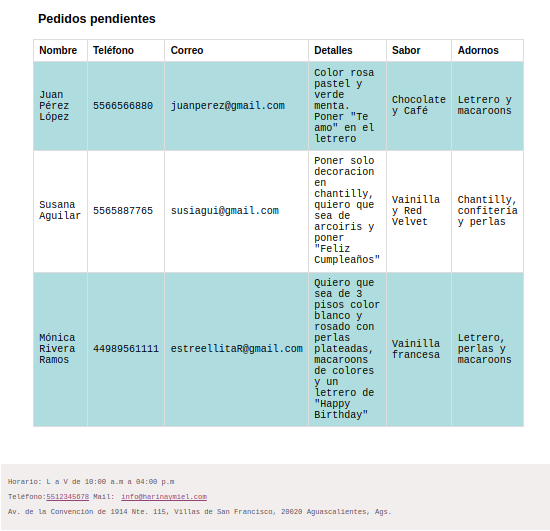 Pedidos pendientes
Nombre Teléfono Correo Detalles Sabor Adornos
Juan
Pérez
López
5566566880
juanperez@gmail.com
Color rosa
pastel y
verde
menta.
Poner "Te
amo" en el
letrero
Chocolate
y Café
Letrero y
macaroons
Susana
Aguilar
5565887765
susiagui@gmail.com
Poner solo
decoracion
en
chantilly,
quiero que
sea de
arcoiris y
poner
"Feliz
Cumpleaños"
Vainilla
y Red
Velvet
Chantilly,
confitería
y perlas
Mónica
Rivera
Ramos
44989561111
estreellitaR@gmail.com
Quiero que
sea de 3
pisos color
blanco y
rosado con
perlas
plateadas,
macaroons
de colores
y un
letrero de
"Happy
Birthday"
Vainilla
francesa
Letrero,
perlas y
macaroons
Horario: L a V de 10:00 a.m a 04:00 p.m
Teléfono:5512345678 Mail: info@harinaymiel.com
Av. de la Convención de 1914 Nte. 115, Villas de San Francisco, 20020 Aguascalientes, Ags.